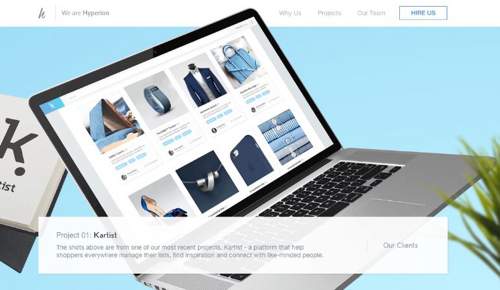 h
We are Hyperion
Why Us
Projects
Our Team
HIRE US
k.
tist
Project 01: Kartist
The shots above are from one of our most recent projects, Kartist - a platform that help
shoppers everywhere manage their lists, find inspiration and connect with like-minded people.
Our Clients